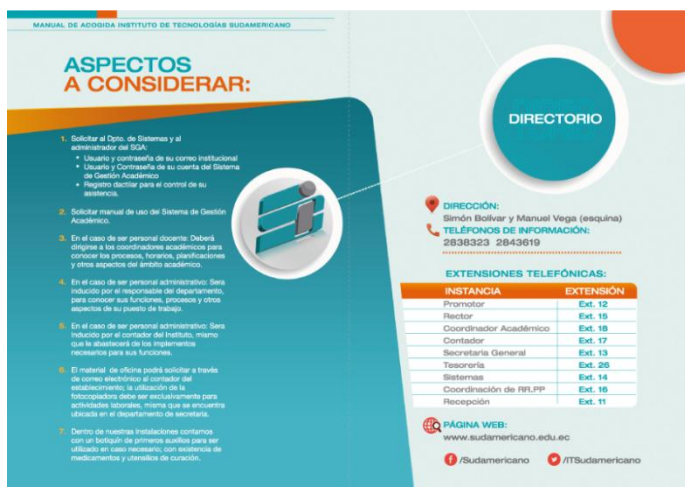 MANUAL DE ACOGIDA INSTITUTO DE TECNOLOGÍAS SUDAMERICANO
ASPECTOS
A CONSIDERAR:
1. Solicitar al Dpto. de Sistemas y al
administrador del SGA:
• Usuario y contraseña de su correo institucional
• Usuario y Contraseña de su cuenta del Sistema
de Gestión Académico
• Registro dactilar para el control de su
asistencia.
2. Solicitar manual de uso del Sistema de Gestión
Académico.
3. En el caso de ser personal docente: Deberá
dirigirse a los coordinadores académicos para
conocer los procesos, horarios, planificaciones
y otros aspectos del ámbito académico.
4. En el caso de ser personal administrativo: Sera
inducido por el responsable del departamento,
para conocer sus funciones, procesos y otros
aspectos de su puesto de trabajo.
5. En el caso de ser personal administrativo: Sera
inducido por el contador del Instituto, mismo
que le abastecerá de los implementos
necesarios para sus funciones.
6. El material de oficina podrá solicitar a través
de correo electrónico al contador del
establecimiento; la utilización de la
fotocopiadora debe ser exclusivamente para
actividades laborales, misma que se encuentra
ubicada en el departamento de secretaria.
7. Dentro de nuestras Instalaciones contamos
con un botiquín de primeros auxilios para ser
utilizado en caso necesario; con existencia de
medicamentos y utensilios de curación.
DIRECTORIO
DIRECCIÓN:
Simón Bolívar y Manuel Vega (esquina)
TELÉFONOS DE INFORMACIÓN:
2838323 2843619
EXTENSIONES TELEFÓNICAS:
INSTANCIA EXTENSIÓN
Promotor Ext. 12
Rector Ext. 15
Coordinador Académico Ext. 18
Contador Ext. 17
Secretaria General Ext. 13
Tesorería Ext. 26
Sistemas Ext. 14
Coordinación de RR.PP Ext. 16
Recepción Ext. 11
PÁGINA WEB:
www.sudamericano.edu.ec
/Sudamericano /ITSudamericano